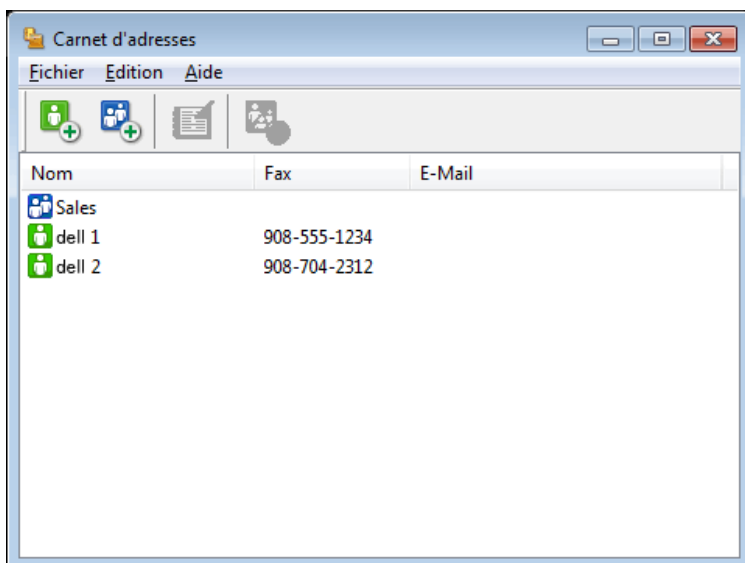 Carnet d'adresses
Fichier Edition Aide
Nom Fax E-Mail
Sales
dell 1 908-555-1234
dell 2 908-704-2312